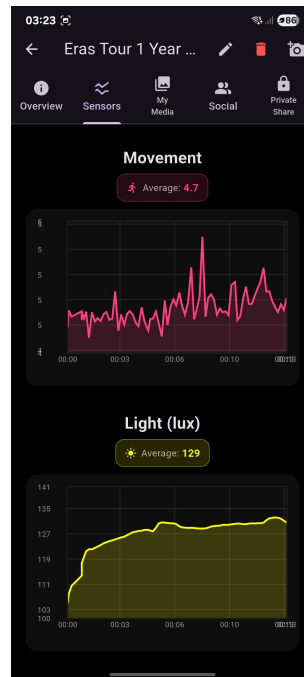 03:23
86
Eras Tour 1 Year ...
Overview
Sensors
My
Media
Social
Private
Share
Movement
Average: 4.7
5
5
5
5
4
00:00 00:03 00:06 00:10
Light (lux)
Average: 129
141
135
127
119
111
103
100
00:00 00:03 00:06 00:10